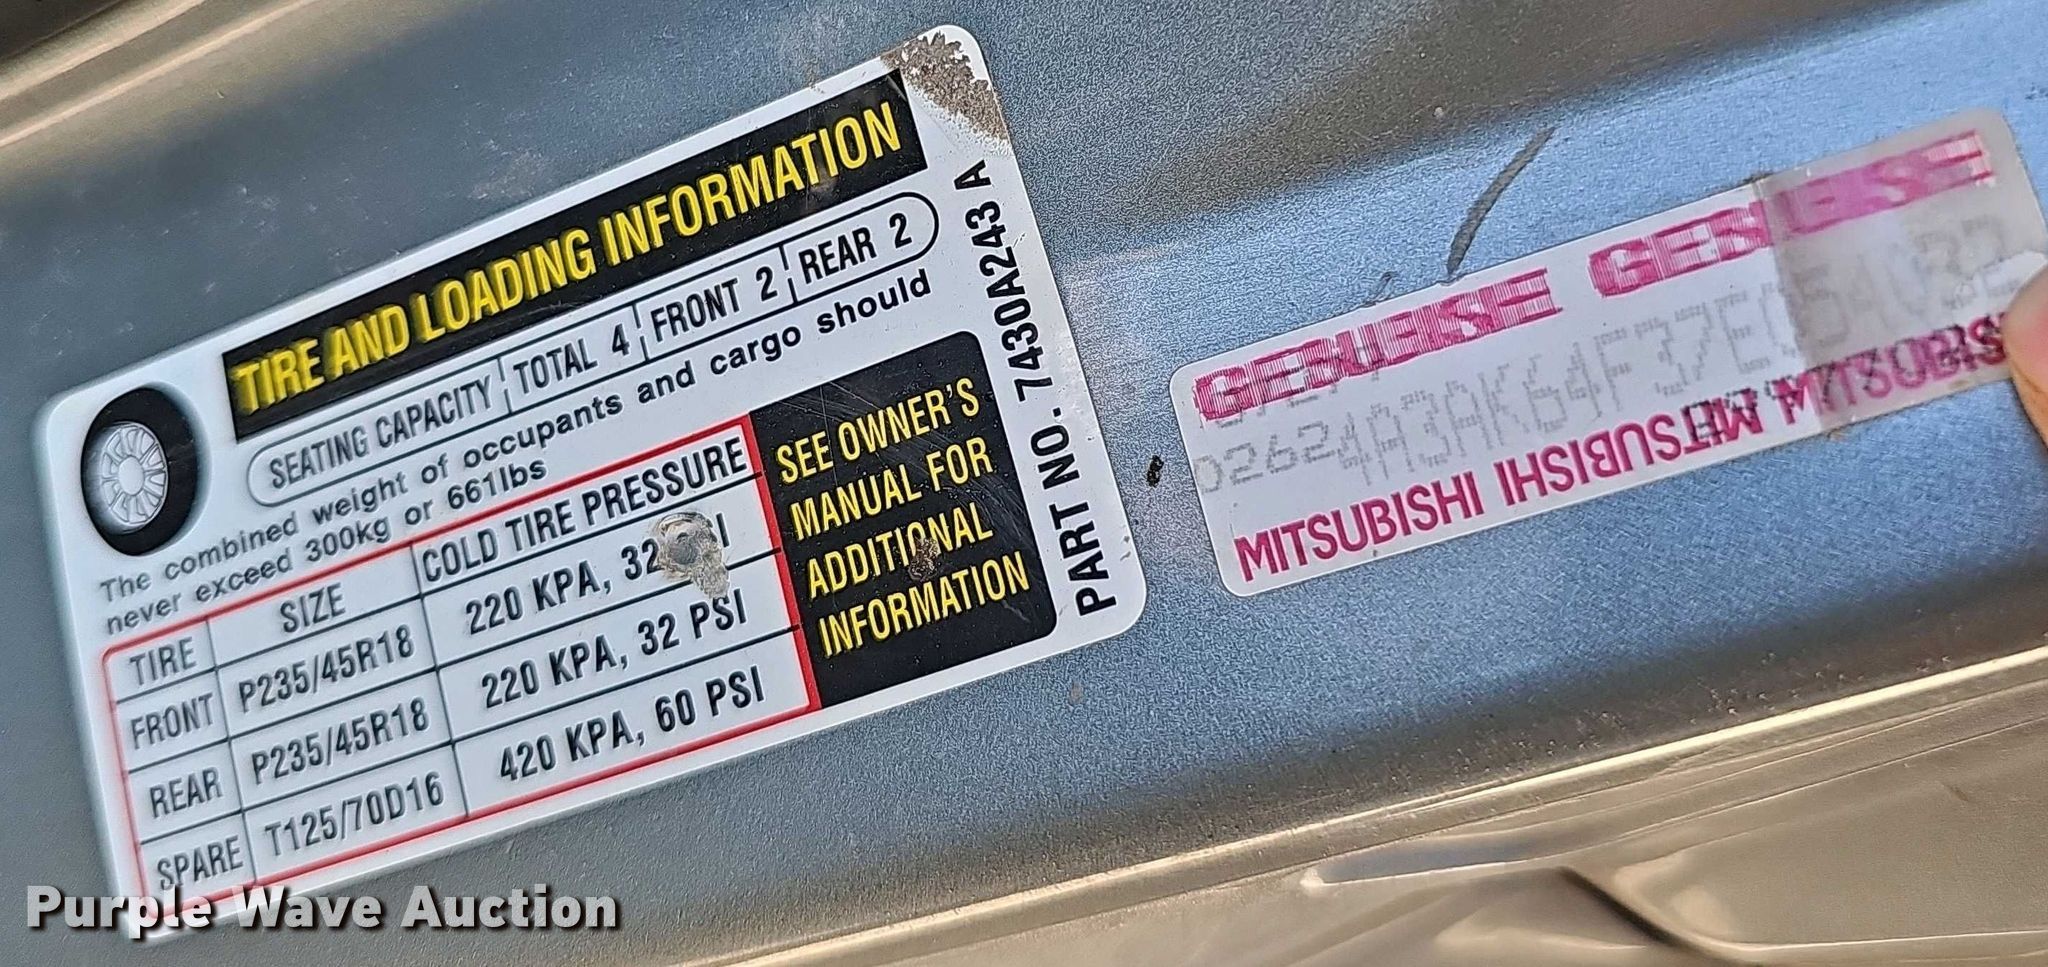 TIRE AND LOADING INFORMATION
SEATING CAPACITY TOTAL 4 FRONT 2 REAR 2
The combined weight of occupants and cargo should
never exceed 300kg or 661lbs
TIRE SIZE COLD TIRE PRESSURE
FRONT P235/45R18 220 KPA, 32
REAR P235/45R18 220 KPA, 32 PSI
SPARE T125/70D16 420 KPA, 60 PSI
SEE OWNER'S
MANUAL FOR
ADDITIONAL
INFORMATION
PART NO. 7430A243 A
MITSUBISHI
Purple Wave Auction